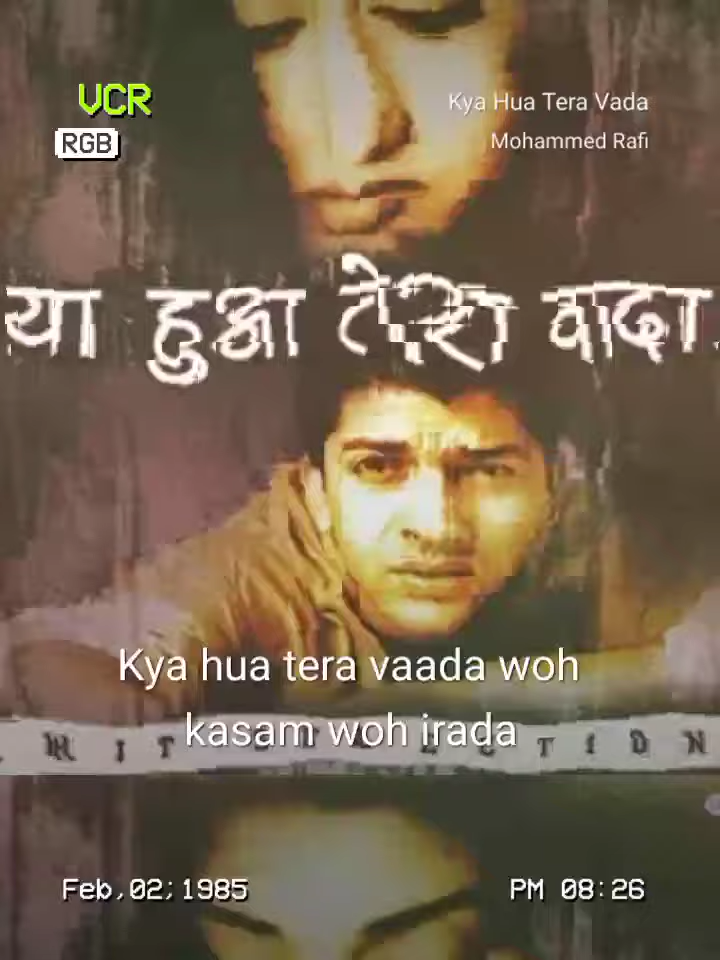 VCR
Kya Hua Tera Vada
RGB
Mohammed Rafi
या हुआ तेरा वादा
Kya hua tera vaada woh
kasam woh irada
Feb,02;1985
PM 08:26